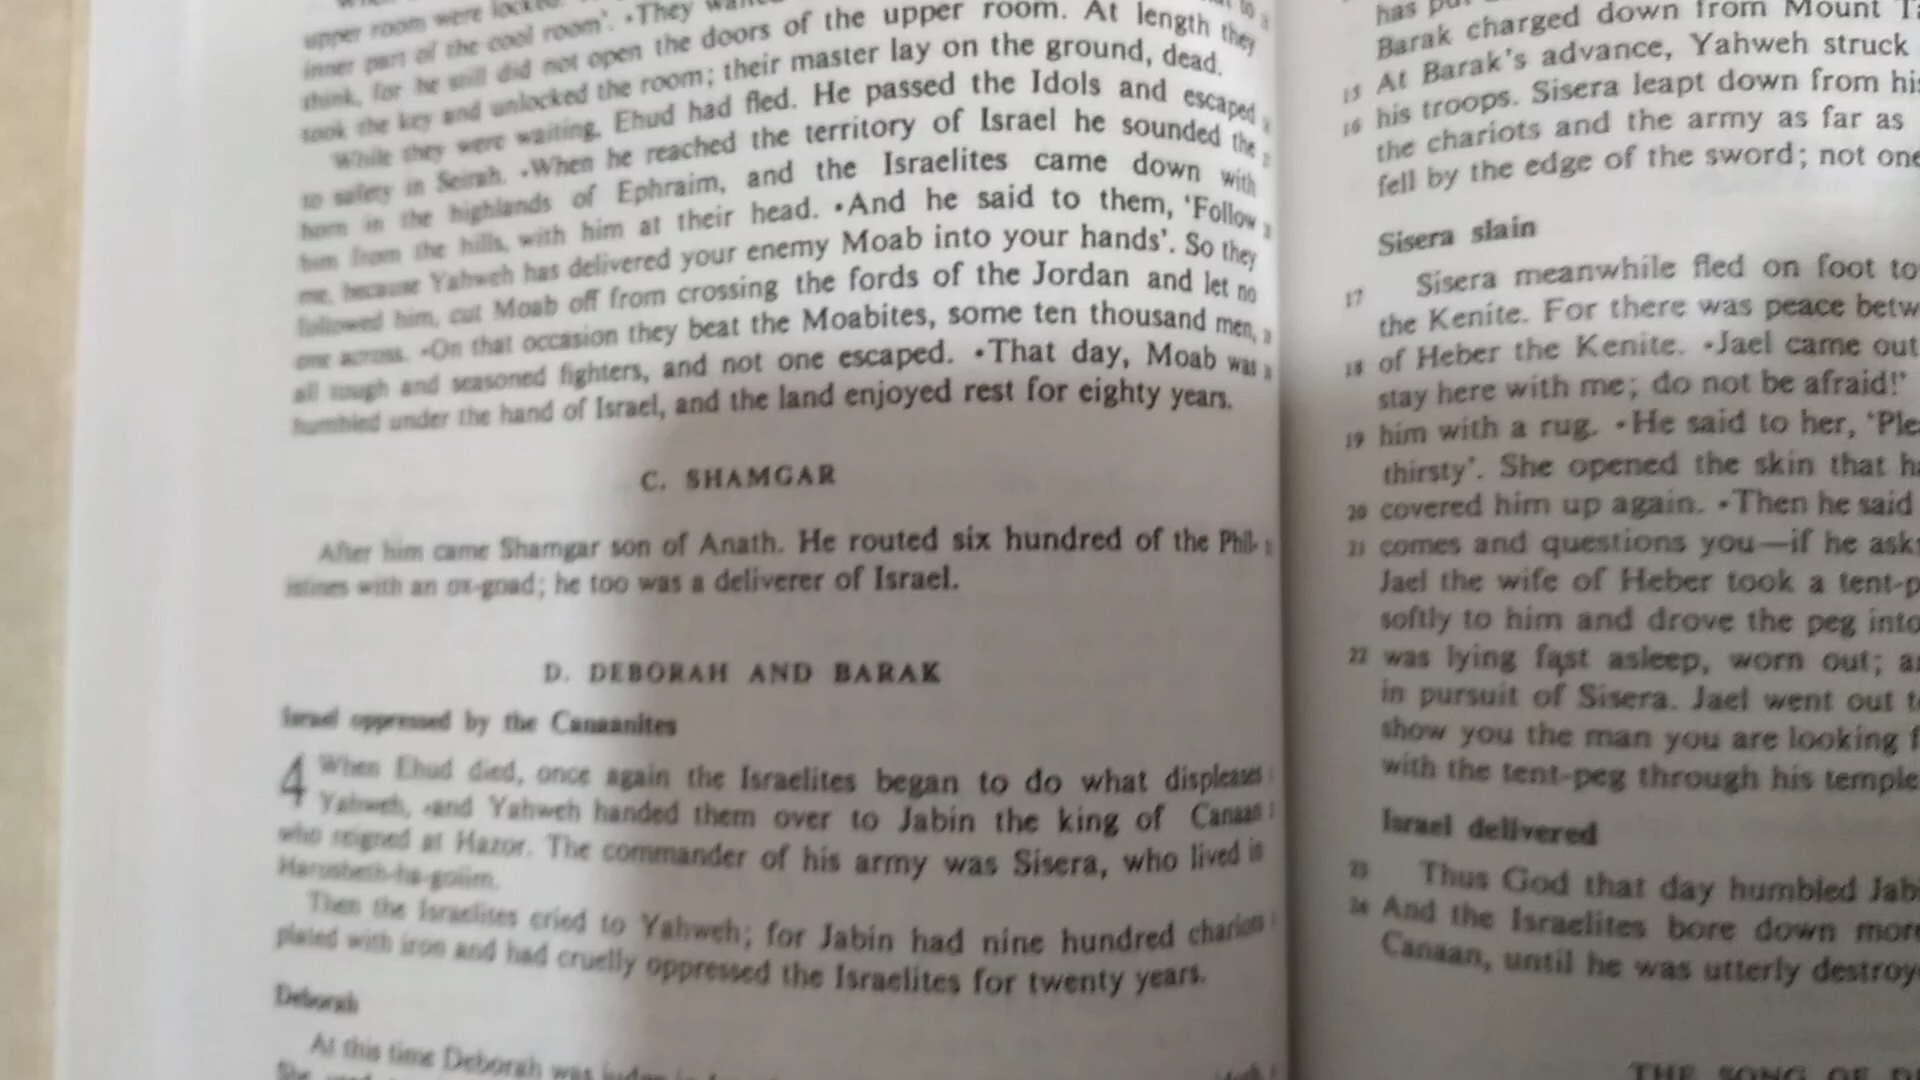 upper room were locked.
inner part of the cool room'. •They
think, for he still did not open the doors of the upper room. At length they
took the key and unlocked the room; their master lay on the ground, dead.
While they were waiting, Ehud had fled. He passed the Idols and escaped
to safety in Seirah. •When he reached the territory of Israel he sounded the
horn in the highlands of Ephraim, and the Israelites came down with
him from the hills, with him at their head. •And he said to them, 'Follow
me, because Yahweh has delivered your enemy Moab into your hands'. So they
followed him, cut Moab off from crossing the fords of the Jordan and let no
one across. •On that occasion they beat the Moabites, some ten thousand men,
all tough and seasoned fighters, and not one escaped. •That day, Moab was
humbled under the hand of Israel, and the land enjoyed rest for eighty years.
C. SHAMGAR
After him came Shamgar son of Anath. He routed six hundred of the Phil-
istines with an ox-goad; he too was a deliverer of Israel.
D. DEBORAH AND BARAK
Israel oppressed by the Canaanites
4 When Ehud died, once again the Israelites began to do what displeases
Yahweh, •and Yahweh handed them over to Jabin the king of Canaan
who reigned at Hazor. The commander of his army was Sisera, who lived in
Harosheth-ha-goiim.
Then the Israelites cried to Yahweh; for Jabin had nine hundred chariots
plated with iron and had cruelly oppressed the Israelites for twenty years.
Deborah
At this time Deborah was
She
has
Barak charged down from Mount
At Barak's advance, Yahweh struck
15 his troops. Sisera leapt down from his
16 the chariots and the army as far as
fell by the edge of the sword; not one
Sisera slain
17 Sisera meanwhile fled on foot to
the Kenite. For there was peace betw
18 of Heber the Kenite. •Jael came out
stay here with me; do not be afraid!'
19 him with a rug. •He said to her, 'Ple
thirsty'. She opened the skin that
20 covered him up again. •Then he said
21 comes and questions you—if he ask
Jael the wife of Heber took a tent-p
softly to him and drove the peg into
22 was lying fast asleep, worn out;
in pursuit of Sisera. Jael went out
show you the man you are looking
with the tent-peg through his temple
Israel delivered
23 Thus God that day humbled Jab
24 And the Israelites bore down more
Canaan, until he was utterly destroy
THE SONG OF